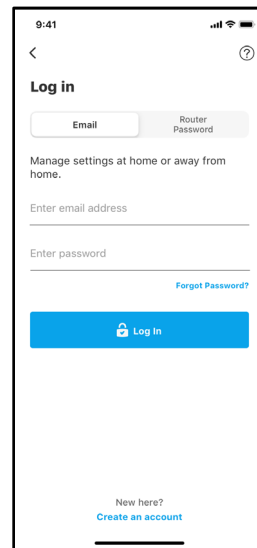 9:41
Log in
Email
Router
Password
Manage settings at home or away from
home.
Enter email address
Enter password
Forgot Password?
Log In
New here?
Create an account